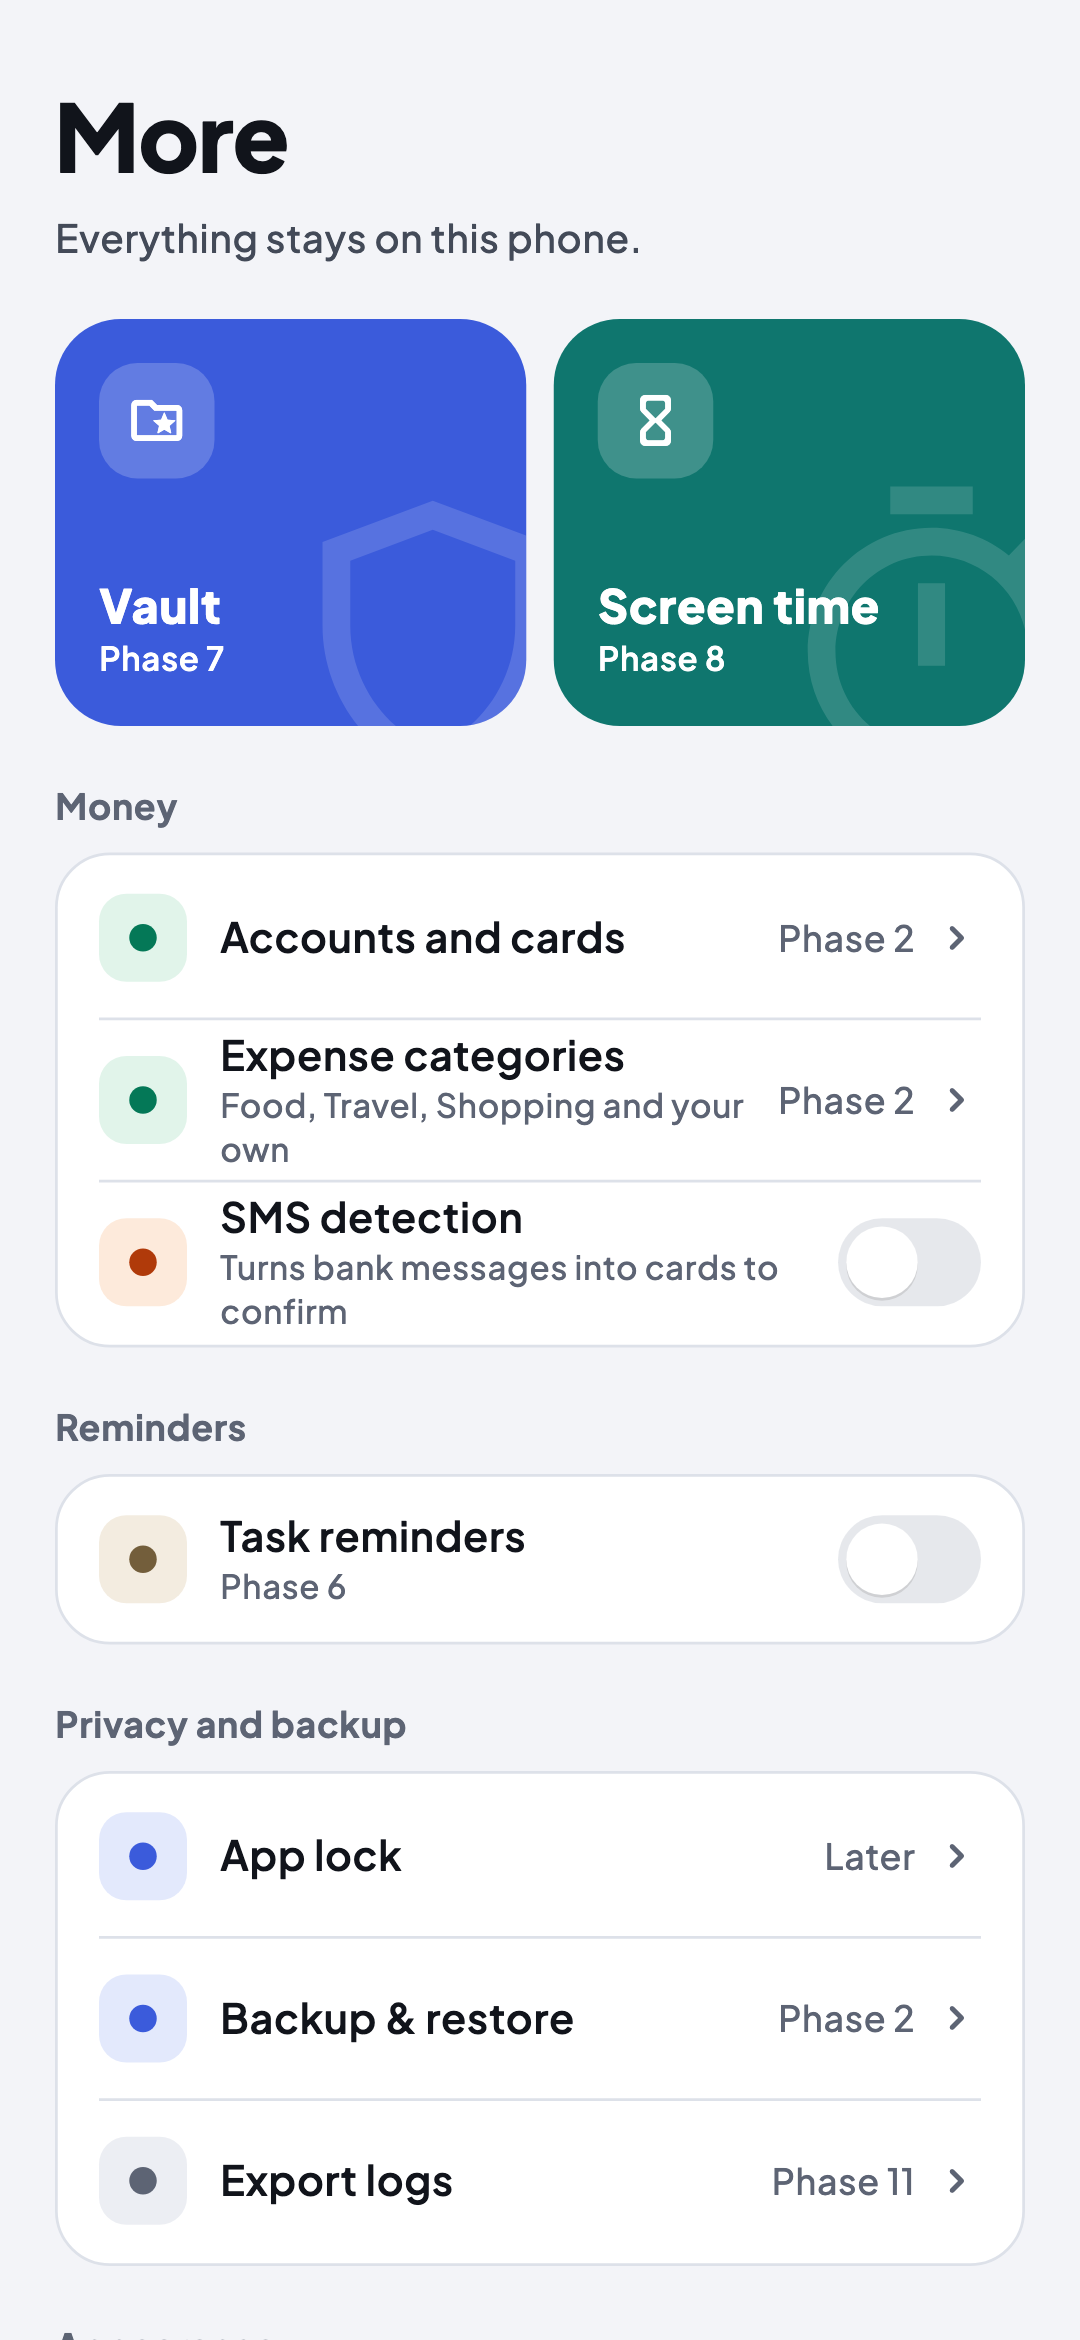 More
Everything stays on this phone.
Vault
Phase 7
Screen time
Phase 8
Money
Accounts and cards
Phase 2
Expense categories
Food, Travel, Shopping and your
own
Phase 2
SMS detection
Turns bank messages into cards to
confirm
Reminders
Task reminders
Phase 6
Privacy and backup
App lock
Later
Backup & restore
Phase 2
Export logs
Phase 11